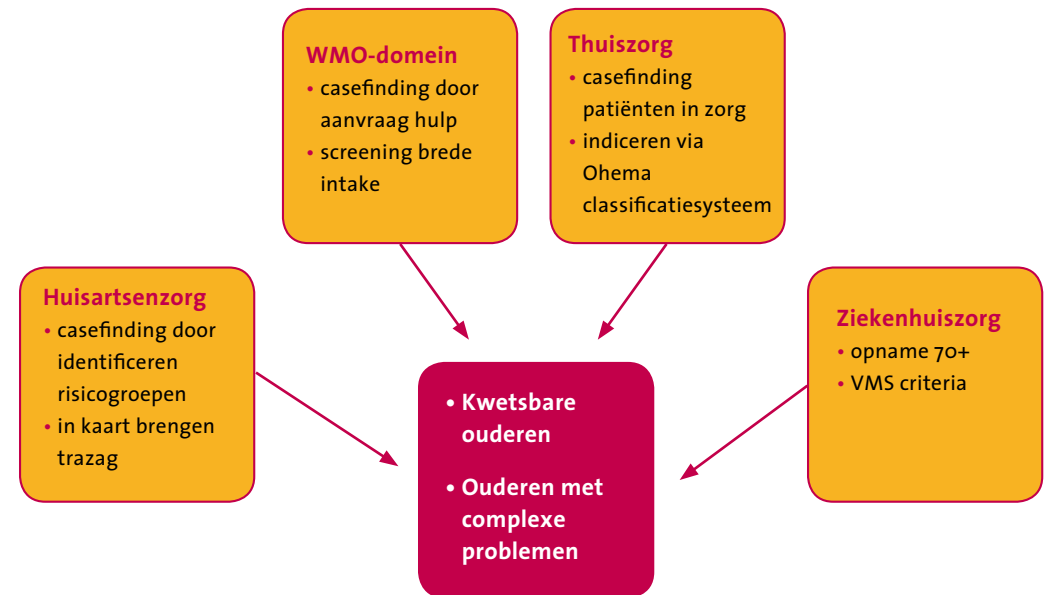 WMO-domein
• casefinding door
aanvraag hulp
• screening brede
intake
Thuiszorg
• casefinding
patiënten in zorg
• indiceren via
Ohema
classificatiesysteem
Huisartsenzorg
• casefinding door
identificeren
risicogroepen
• in kaart brengen
trazag
Ziekenhuiszorg
• opname 70+
• VMS criteria
• Kwetsbare
ouderen
• Ouderen met
complexe
problemen